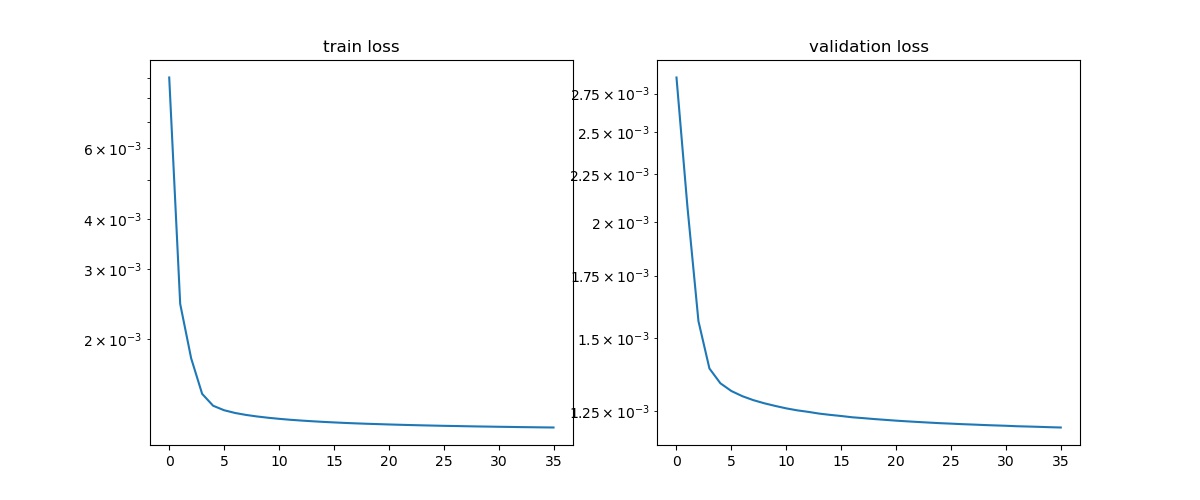 train loss
6 × 10⁻³
4 × 10⁻³
3 × 10⁻³
2 × 10⁻³
0 5 10 15 20 25 30 35
validation loss
2.75 × 10⁻³
2.5 × 10⁻³
2.25 × 10⁻³
2 × 10⁻³
1.75 × 10⁻³
1.5 × 10⁻³
1.25 × 10⁻³
0 5 10 15 20 25 30 35